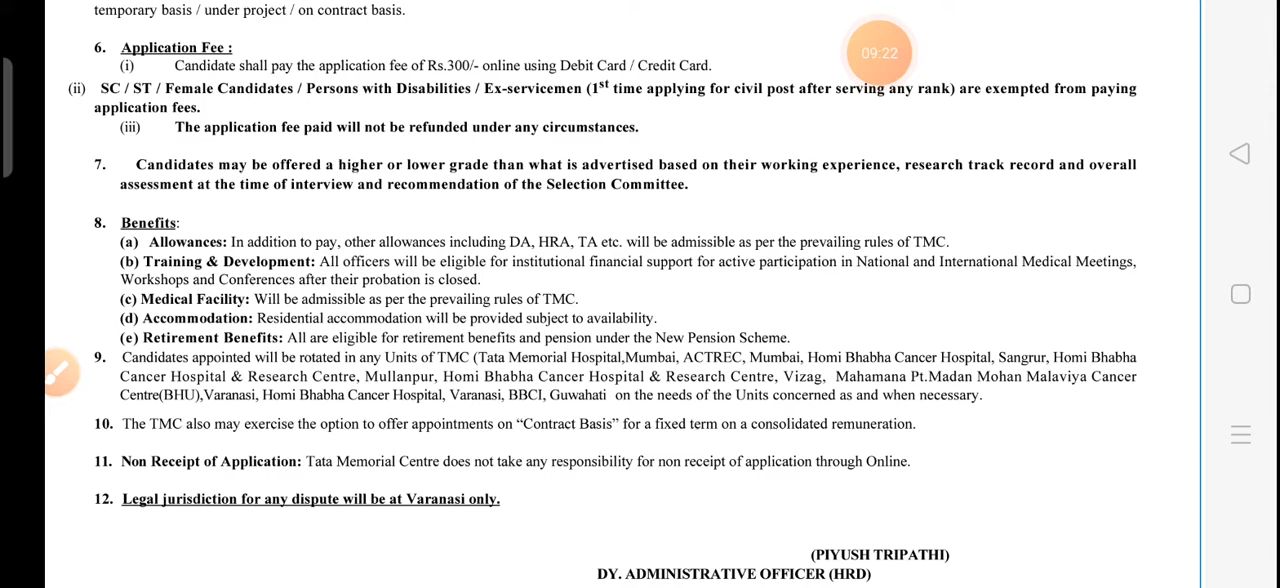 temporary basis / under project / on contract basis.
6. Application Fee :
(i) Candidate shall pay the application fee of Rs.300/- online using Debit Card / Credit Card.
(ii) SC / ST / Female Candidates / Persons with Disabilities / Ex-servicemen (1st time applying for civil post after serving any rank) are exempted from paying
application fees.
(iii) The application fee paid will not be refunded under any circumstances.
7. Candidates may be offered a higher or lower grade than what is advertised based on their working experience, research track record and overall
assessment at the time of interview and recommendation of the Selection Committee.
8. Benefits:
(a) Allowances: In addition to pay, other allowances including DA, HRA, TA etc. will be admissible as per the prevailing rules of TMC.
(b) Training & Development: All officers will be eligible for institutional financial support for active participation in National and International Medical Meetings,
Workshops and Conferences after their probation is closed.
(c) Medical Facility: Will be admissible as per the prevailing rules of TMC.
(d) Accommodation: Residential accommodation will be provided subject to availability.
(e) Retirement Benefits: All are eligible for retirement benefits and pension under the New Pension Scheme.
9. Candidates appointed will be rotated in any Units of TMC (Tata Memorial Hospital,Mumbai, ACTREC, Mumbai, Homi Bhabha Cancer Hospital, Sangrur, Homi Bhabha
Cancer Hospital & Research Centre, Mullanpur, Homi Bhabha Cancer Hospital & Research Centre, Vizag, Mahamana Pt.Madan Mohan Malaviya Cancer
Centre(BHU),Varanasi, Homi Bhabha Cancer Hospital, Varanasi, BBCI, Guwahati on the needs of the Units concerned as and when necessary.
10. The TMC also may exercise the option to offer appointments on “Contract Basis” for a fixed term on a consolidated remuneration.
11. Non Receipt of Application: Tata Memorial Centre does not take any responsibility for non receipt of application through Online.
12. Legal jurisdiction for any dispute will be at Varanasi only.
(PIYUSH TRIPATHI)
DY. ADMINISTRATIVE OFFICER (HRD)
09:22